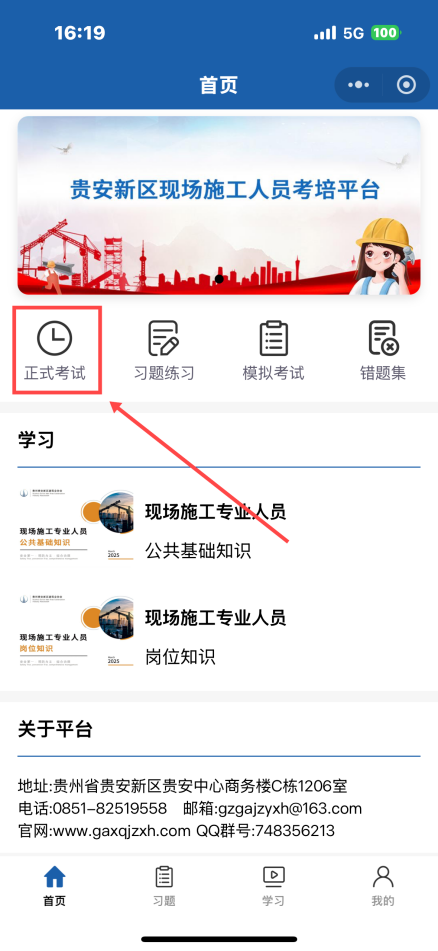 16:19
5G
100
首页
贵安新区现场施工人员考培平台
正式考试
习题练习
模拟考试
错题集
学习
现场施工专业人员
公共基础知识
2025
现场施工专业人员
公共基础知识
现场施工专业人员
岗位知识
2025
现场施工专业人员
岗位知识
关于平台
地址:贵州省贵安新区贵安中心商务楼C栋1206室
电话:0851-82519558 邮箱:gzgajzyxh@163.com
官网:www.gaxqjzxh.com QQ群号:748356213
首页
习题
学习
我的